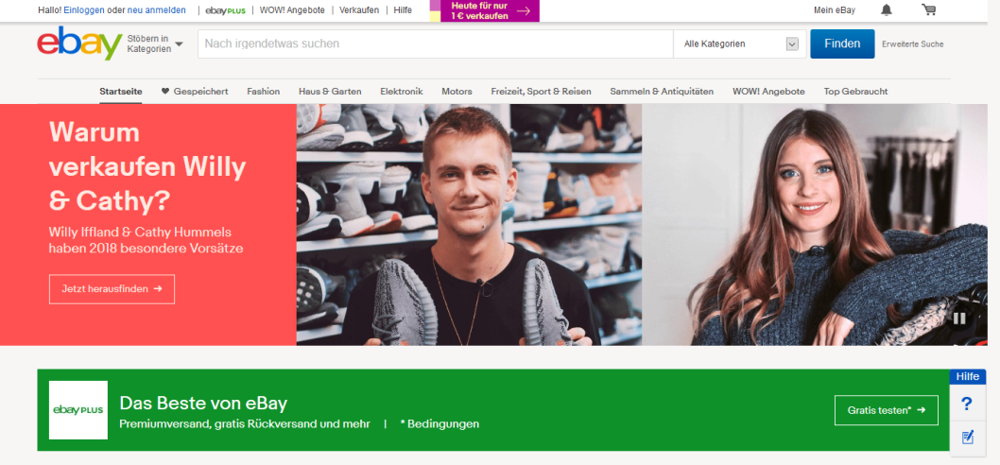 Hallo! Einloggen oder neu anmelden | ebay PLUS | WOW! Angebote | Verkaufen | Hilfe
Heute für nur
1 € verkaufen →
Mein eBay
ebay
Stöbern in
Kategorien
Nach irgendetwas suchen
Alle Kategorien
Finden
Erweiterte Suche
Startseite Gespeichert Fashion Haus & Garten Elektronik Motors Freizeit, Sport & Reisen Sammeln & Antiquitäten WOW! Angebote Top Gebraucht
Warum
verkaufen Willy
& Cathy?
Willy Iffland & Cathy Hummels
haben 2018 besondere Vorsätze
Jetzt herausfinden →
ebay PLUS
Das Beste von eBay
Premiumversand, gratis Rückversand und mehr | * Bedingungen
Gratis testen* →
Hilfe
?